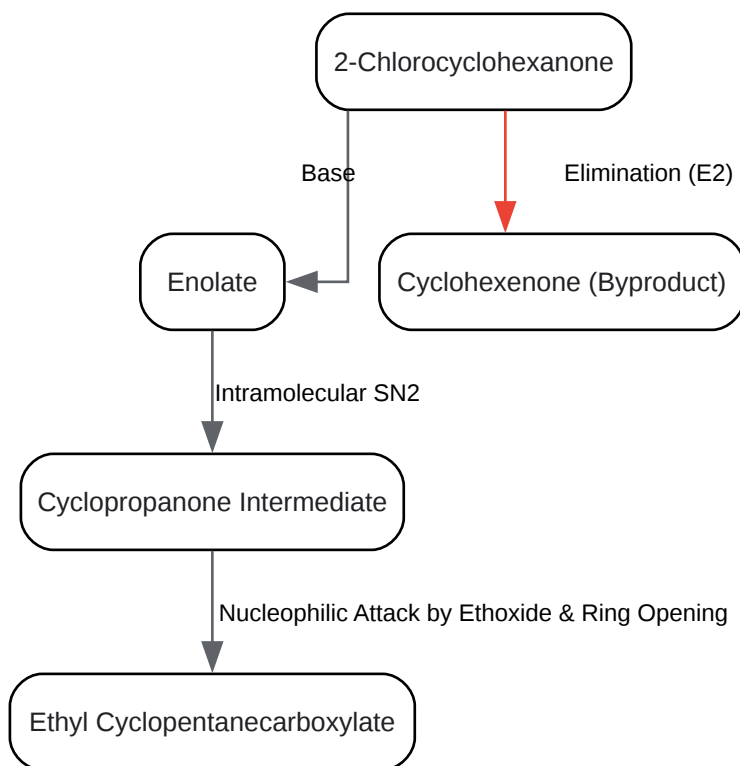 2-Chlorocyclohexanone
Base
Elimination (E2)
Enolate
Cyclohexenone (Byproduct)
Intramolecular SN2
Cyclopropanone Intermediate
Nucleophilic Attack by Ethoxide & Ring Opening
Ethyl Cyclopentanecarboxylate